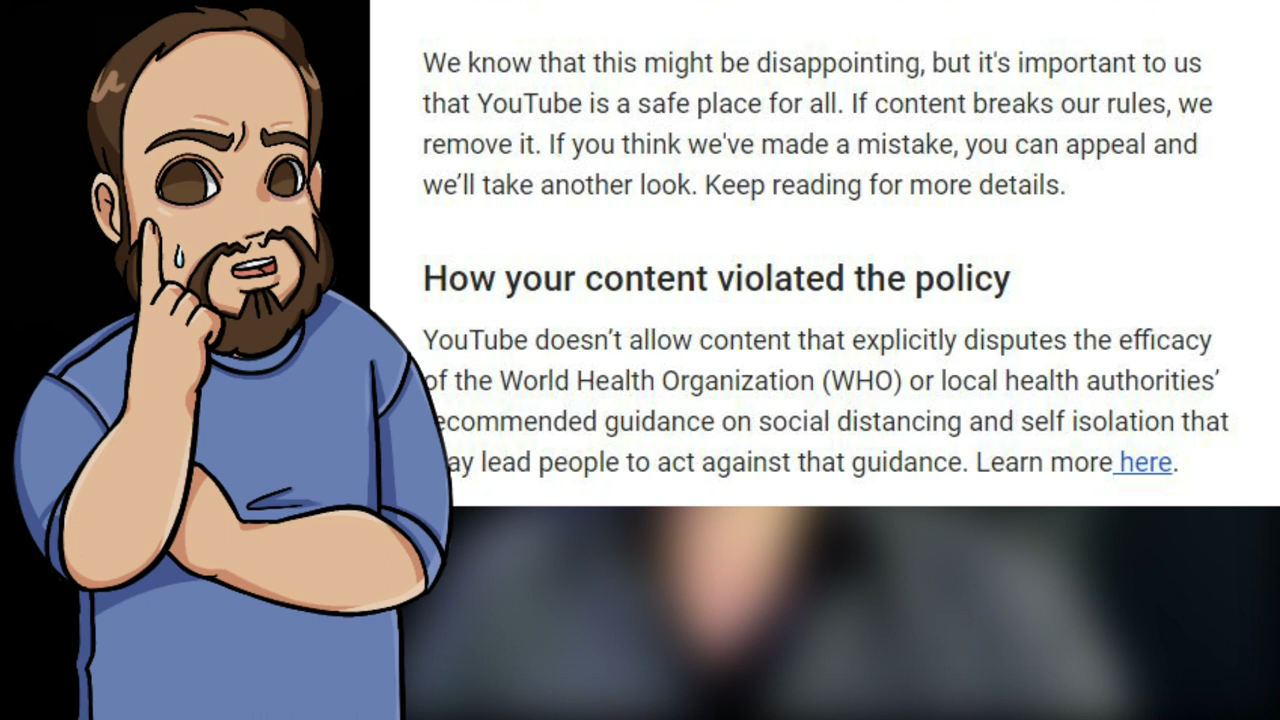 We know that this might be disappointing, but it's important to us
that YouTube is a safe place for all. If content breaks our rules, we
remove it. If you think we've made a mistake, you can appeal and
we’ll take another look. Keep reading for more details.
How your content violated the policy
YouTube doesn’t allow content that explicitly disputes the efficacy
of the World Health Organization (WHO) or local health authorities’
ecommended guidance on social distancing and self isolation that
ay lead people to act against that guidance. Learn more here.